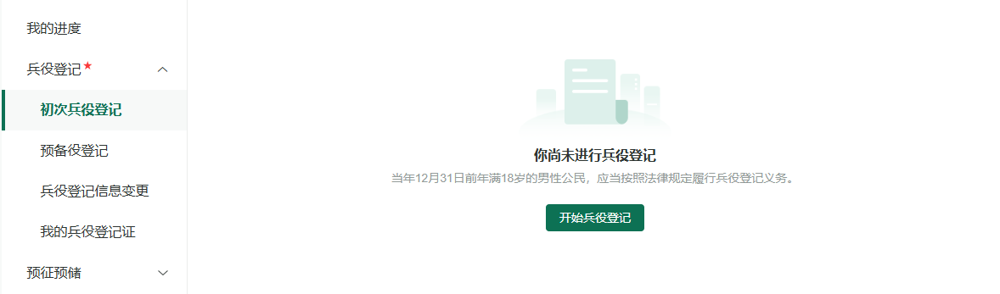 我的进度
兵役登记★
初次兵役登记
预备役登记
兵役登记信息变更
我的兵役登记证
预征预储
你尚未进行兵役登记
当年12月31日前年满18岁的男性公民，应当按照法律规定履行兵役登记义务。
开始兵役登记